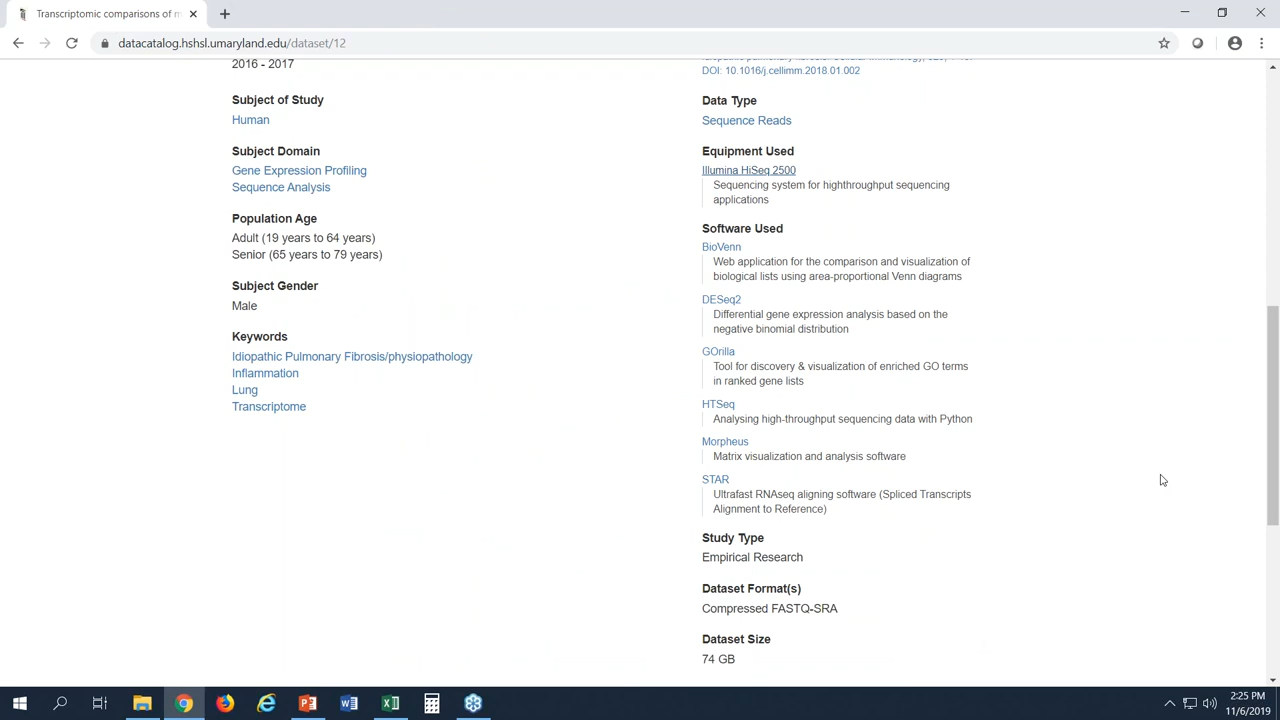 Transcriptomic comparisons of m
datacatalog.hshsl.umaryland.edu/dataset/12
2016 - 2017
Subject of Study
Human
Subject Domain
Gene Expression Profiling
Sequence Analysis
Population Age
Adult (19 years to 64 years)
Senior (65 years to 79 years)
Subject Gender
Male
Keywords
Idiopathic Pulmonary Fibrosis/physiopathology
Inflammation
Lung
Transcriptome
DOI: 10.1016/j.cellimm.2018.01.002
Data Type
Sequence Reads
Equipment Used
Illumina HiSeq 2500
Sequencing system for highthroughput sequencing
applications
Software Used
BioVenn
Web application for the comparison and visualization of
biological lists using area-proportional Venn diagrams
DESeq2
Differential gene expression analysis based on the
negative binomial distribution
GOrilla
Tool for discovery & visualization of enriched GO terms
in ranked gene lists
HTSeq
Analysing high-throughput sequencing data with Python
Morpheus
Matrix visualization and analysis software
STAR
Ultrafast RNAseq aligning software (Spliced Transcripts
Alignment to Reference)
Study Type
Empirical Research
Dataset Format(s)
Compressed FASTQ-SRA
Dataset Size
74 GB
2:25 PM
11/6/2019